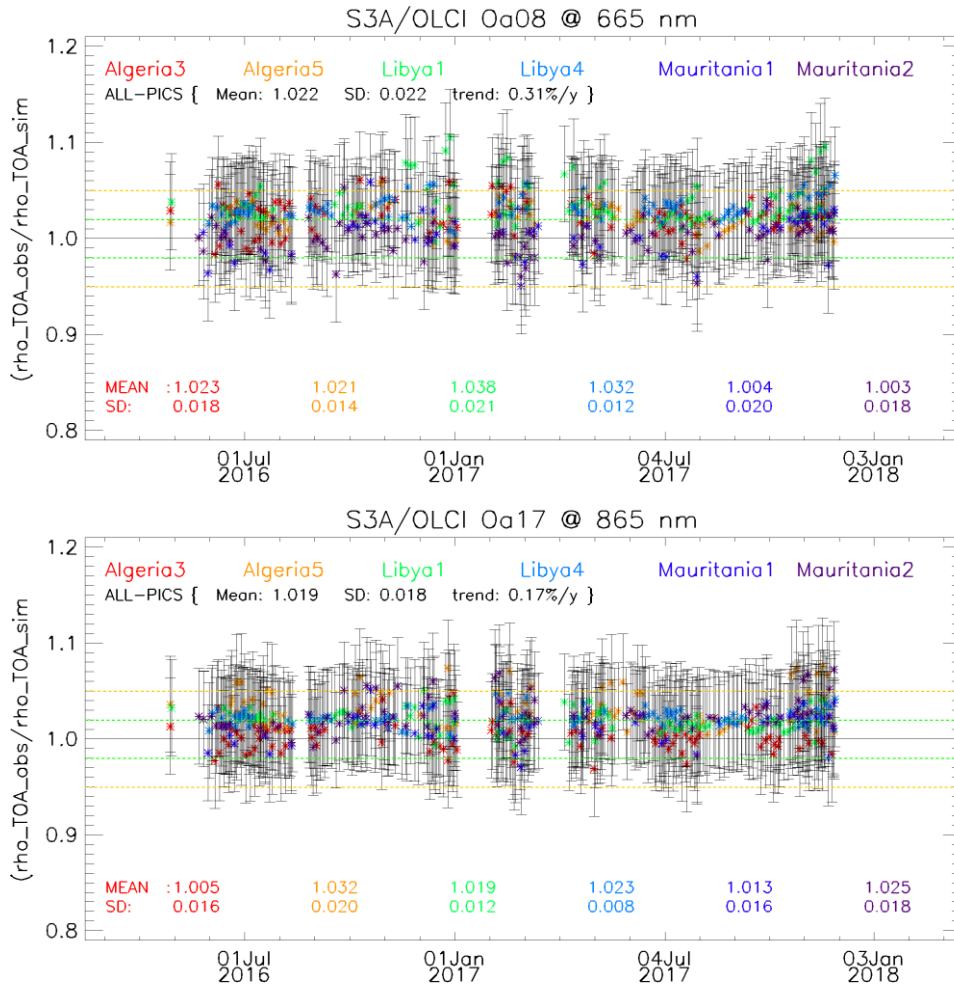 S3A/OLCI Oa08 @ 665 nm
1.2
Algeria3 Algeria5 Libya1 Libya4 Mauritania1 Mauritania2
ALL-PICS { Mean: 1.022 SD: 0.022 trend: 0.31%/y }
1.1
1.0
0.9
0.8
(rho_TOA_obs/rho_TOA_sim
MEAN :1.023 1.021 1.038 1.032 1.004 1.003
SD: 0.018 0.014 0.021 0.012 0.020 0.018
01Jul 01Jan 04Jul 03Jan
2016 2017 2017 2018
S3A/OLCI Oa17 @ 865 nm
1.2
Algeria3 Algeria5 Libya1 Libya4 Mauritania1 Mauritania2
ALL-PICS { Mean: 1.019 SD: 0.018 trend: 0.17%/y }
1.1
1.0
0.9
0.8
(rho_TOA_obs/rho_TOA_sim
MEAN :1.005 1.032 1.019 1.023 1.013 1.025
SD: 0.016 0.020 0.012 0.008 0.016 0.018
01Jul 01Jan 04Jul 03Jan
2016 2017 2017 2018